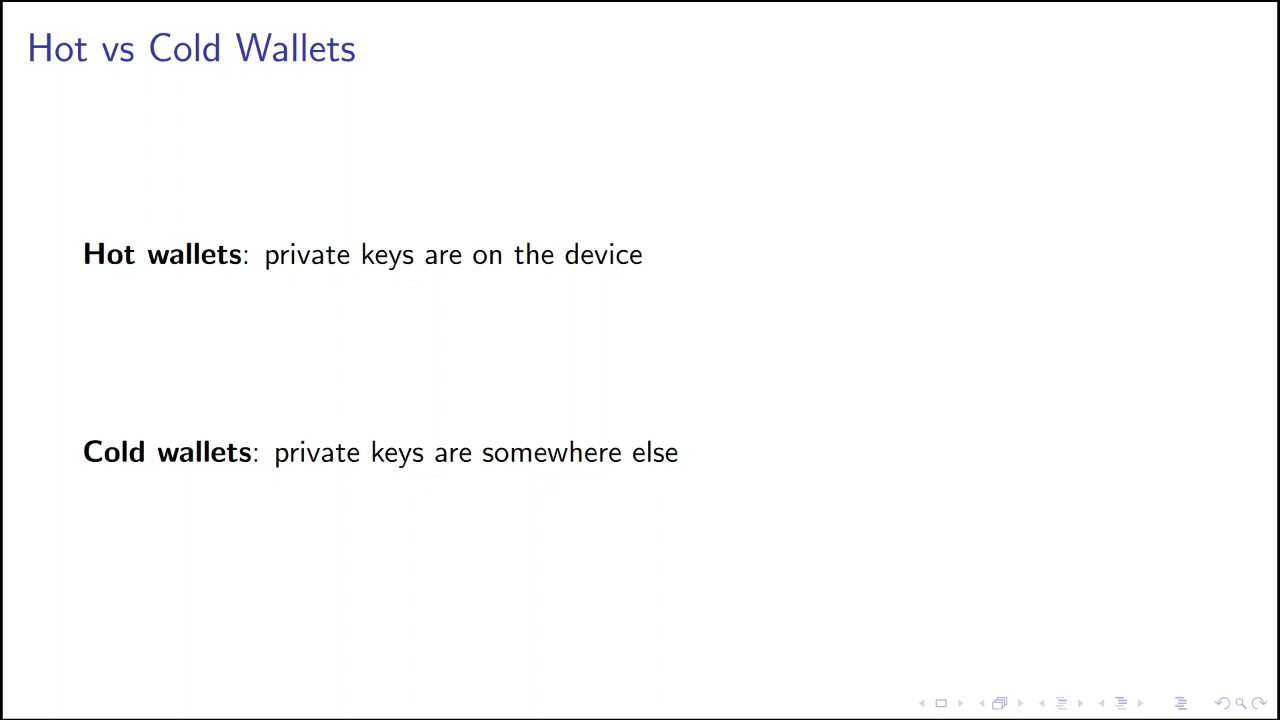 Hot vs Cold Wallets
Hot wallets: private keys are on the device
Cold wallets: private keys are somewhere else